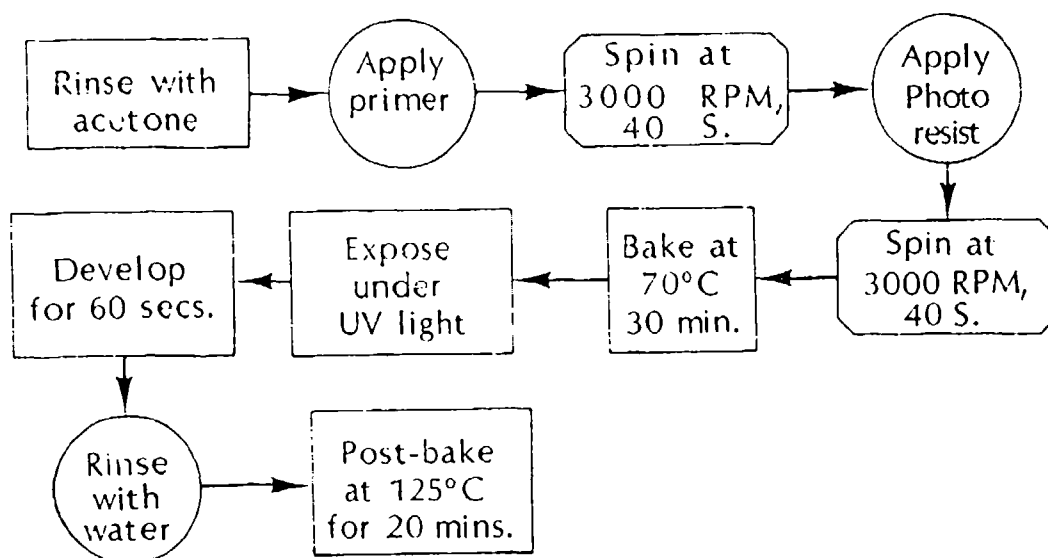 Rinse with
acetone
Apply
primer
Spin at
3000 RPM,
40 S.
Apply
Photo
resist
Spin at
3000 RPM,
40 S.
Bake at
70°C
30 min.
Expose
under
UV light
Develop
for 60 secs.
Rinse
with
water
Post-bake
at 125°C
for 20 mins.